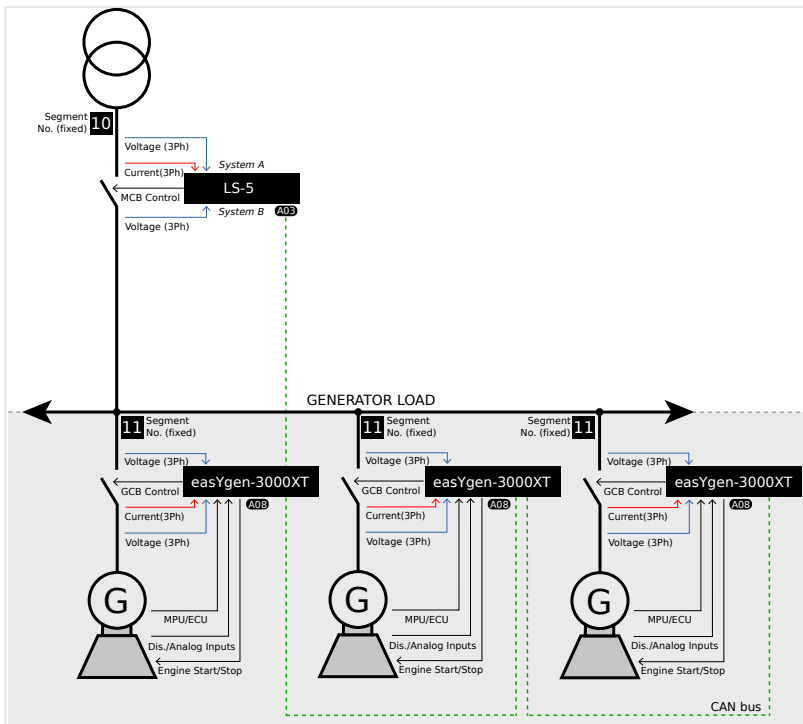 Segment
No. (fixed)
10
Voltage (3Ph)
System A
Current(3Ph)
LS-5
MCB Control
System B
A03
Voltage (3Ph)
GENERATOR LOAD
11
Segment
No. (fixed)
11
Segment
No. (fixed)
Segment
No. (fixed)
11
Voltage (3Ph)
easYgen-3000XT
GCB Control
A08
Current(3Ph)
Voltage (3Ph)
G
MPU/ECU
Dis./Analog Inputs
Engine Start/Stop
Voltage (3Ph)
easYgen-3000XT
GCB Control
A08
Current(3Ph)
Voltage (3Ph)
G
MPU/ECU
Dis./Analog Inputs
Engine Start/Stop
Voltage (3Ph)
easYgen-3000XT
GCB Control
A08
Current(3Ph)
Voltage (3Ph)
G
MPU/ECU
Dis./Analog Inputs
Engine Start/Stop
CAN bus